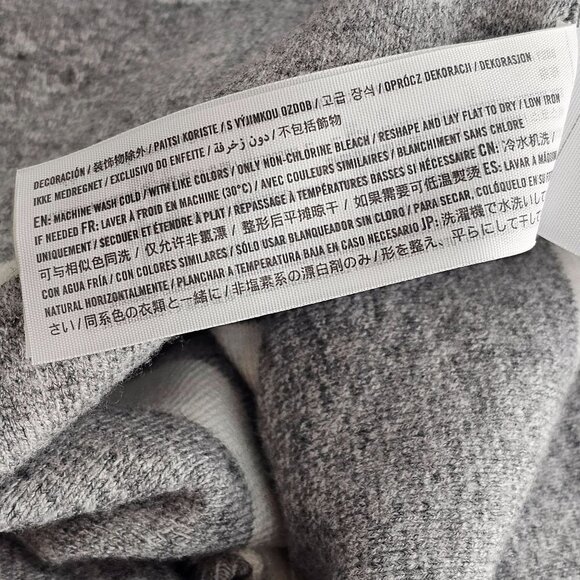 DECORACIÓN / 装饰物除外 / PAITSI KORISTE / S VÝJIMKOU OZDOB / 고급 장식 / OPRÓCZ DEKORACJI / DEKORASJON
IKKE MEDREGNET / EXCLUSIVO DO ENFEITE / دون زخرفة / 不包括飾物
EN: MACHINE WASH COLD / WITH LIKE COLORS / ONLY NON-CHLORINE BLEACH / RESHAPE AND LAY FLAT TO DRY / LOW IRON
IF NEEDED FR: LAVER À FROID EN MACHINE (30°C) / AVEC COULEURS SIMILAIRES / BLANCHIMENT SANS CHLORE
UNIQUEMENT / SECOUER ET ÉTENDRE À PLAT / REPASSAGE À TEMPÉRATURES BASSES SI NÉCESSAIRE CN: 冷水机洗 /
可与相似色同洗 / 仅允许非氯漂 / 整形后平摊晾干 / 如果需要可低温熨烫 ES: LAVAR A MÁQUINA
CON AGUA FRÍA / CON COLORES SIMILARES / SÓLO USAR BLANQUEADOR SIN CLORO / PARA SECAR, COLÓQUELO EN SU
NATURAL HORIZONTALMENTE / PLANCHAR A TEMPERATURA BAJA EN CASO NECESARIO JP: 洗濯機で水洗いして
さい / 同系色の衣類と一緒に / 非塩素系の漂白剤のみ / 形を整え、平らにして干して